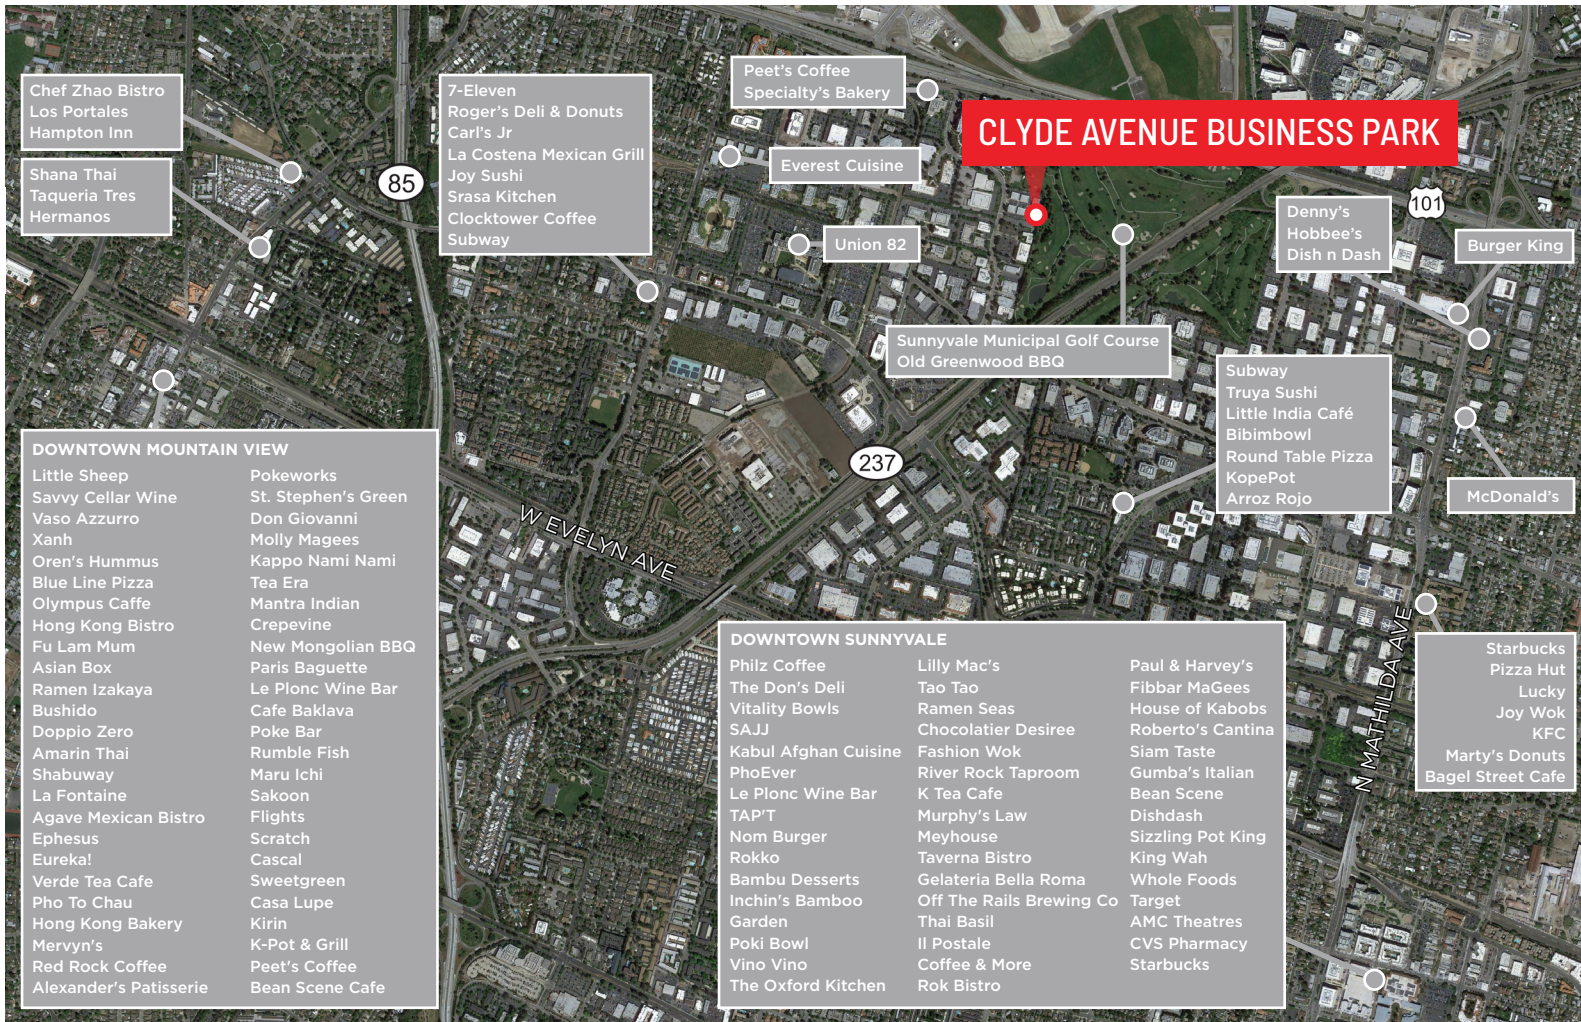 Chef Zhao Bistro
Los Portales
Hampton Inn
Shana Thai
Taqueria Tres
Hermanos
85
7-Eleven
Roger's Deli & Donuts
Carl's Jr
La Costena Mexican Grill
Joy Sushi
Srasa Kitchen
Clocktower Coffee
Subway
Peet's Coffee
Specialty's Bakery
Everest Cuisine
Union 82
CLYDE AVENUE BUSINESS PARK
101
Denny's
Hobbee's
Dish n Dash
Burger King
Sunnyvale Municipal Golf Course
Old Greenwood BBQ
Subway
Truya Sushi
Little India Café
Bibimbowl
Round Table Pizza
KopePot
Arroz Rojo
McDonald's
237
W EVELYN AVE
N MATHILDA AVE
Starbucks
Pizza Hut
Lucky
Joy Wok
KFC
Marty's Donuts
Bagel Street Cafe
DOWNTOWN MOUNTAIN VIEW
Little Sheep
Savvy Cellar Wine
Vaso Azzurro
Xanh
Oren's Hummus
Blue Line Pizza
Olympus Caffe
Hong Kong Bistro
Fu Lam Mum
Asian Box
Ramen Izakaya
Bushido
Doppio Zero
Amarin Thai
Shabuway
La Fontaine
Agave Mexican Bistro
Ephesus
Eureka!
Verde Tea Cafe
Pho To Chau
Hong Kong Bakery
Mervyn's
Red Rock Coffee
Alexander's Patisserie
Pokeworks
St. Stephen's Green
Don Giovanni
Molly Magees
Kappo Nami Nami
Tea Era
Mantra Indian
Crepevine
New Mongolian BBQ
Paris Baguette
Le Plonc Wine Bar
Cafe Baklava
Poke Bar
Rumble Fish
Maru Ichi
Sakoon
Flights
Scratch
Cascal
Sweetgreen
Casa Lupe
Kirin
K-Pot & Grill
Peet's Coffee
Bean Scene Cafe
DOWNTOWN SUNNYVALE
Philz Coffee
The Don's Deli
Vitality Bowls
SAJJ
Kabul Afghan Cuisine
PhoEver
Le Plonc Wine Bar
TAP'T
Nom Burger
Rokko
Bambu Desserts
Inchin's Bamboo
Garden
Poki Bowl
Vino Vino
The Oxford Kitchen
Lilly Mac's
Tao Tao
Ramen Seas
Chocolatier Desiree
Fashion Wok
River Rock Taproom
K Tea Cafe
Murphy's Law
Meyhouse
Taverna Bistro
Gelateria Bella Roma
Off The Rails Brewing Co
Thai Basil
Il Postale
Coffee & More
Rok Bistro
Paul & Harvey's
Fibbar MaGees
House of Kabobs
Roberto's Cantina
Siam Taste
Gumba's Italian
Bean Scene
Dishdash
Sizzling Pot King
King Wah
Whole Foods
Target
AMC Theatres
CVS Pharmacy
Starbucks